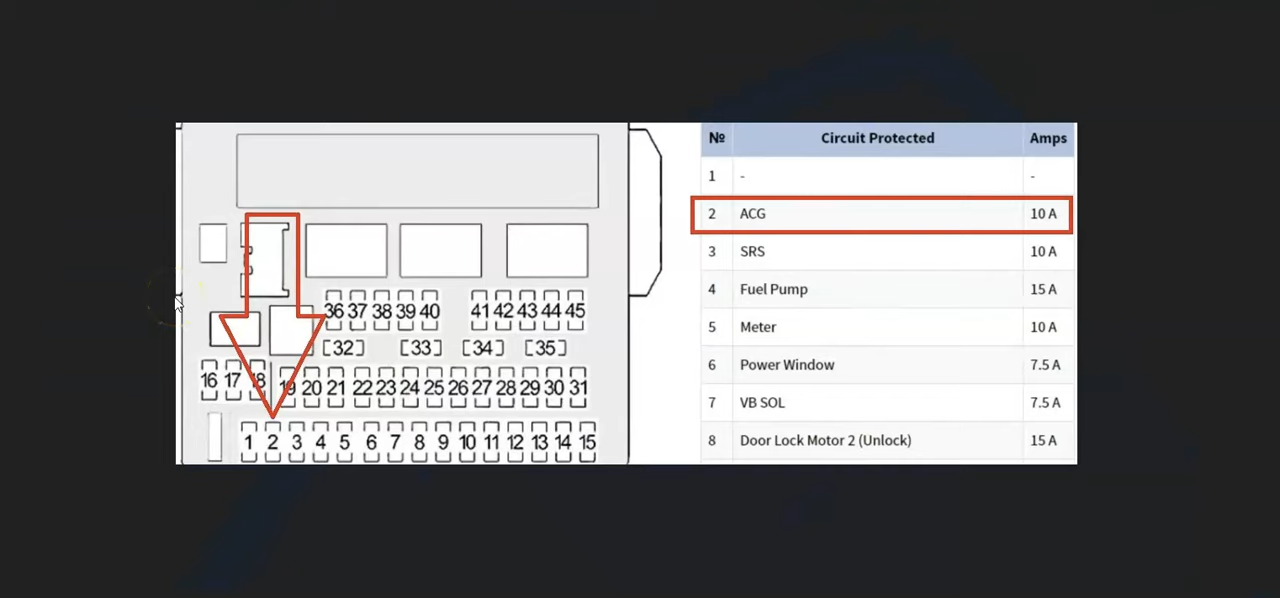 36 37 38 39 40 41 42 43 44 45
[32] [33] [34] [35]
16 17 18 19 20 21 22 23 24 25 26 27 28 29 30 31
1 2 3 4 5 6 7 8 9 10 11 12 13 14 15
№ Circuit Protected Amps
1 - -
2 ACG 10 A
3 SRS 10 A
4 Fuel Pump 15 A
5 Meter 10 A
6 Power Window 7.5 A
7 VB SOL 7.5 A
8 Door Lock Motor 2 (Unlock) 15 A